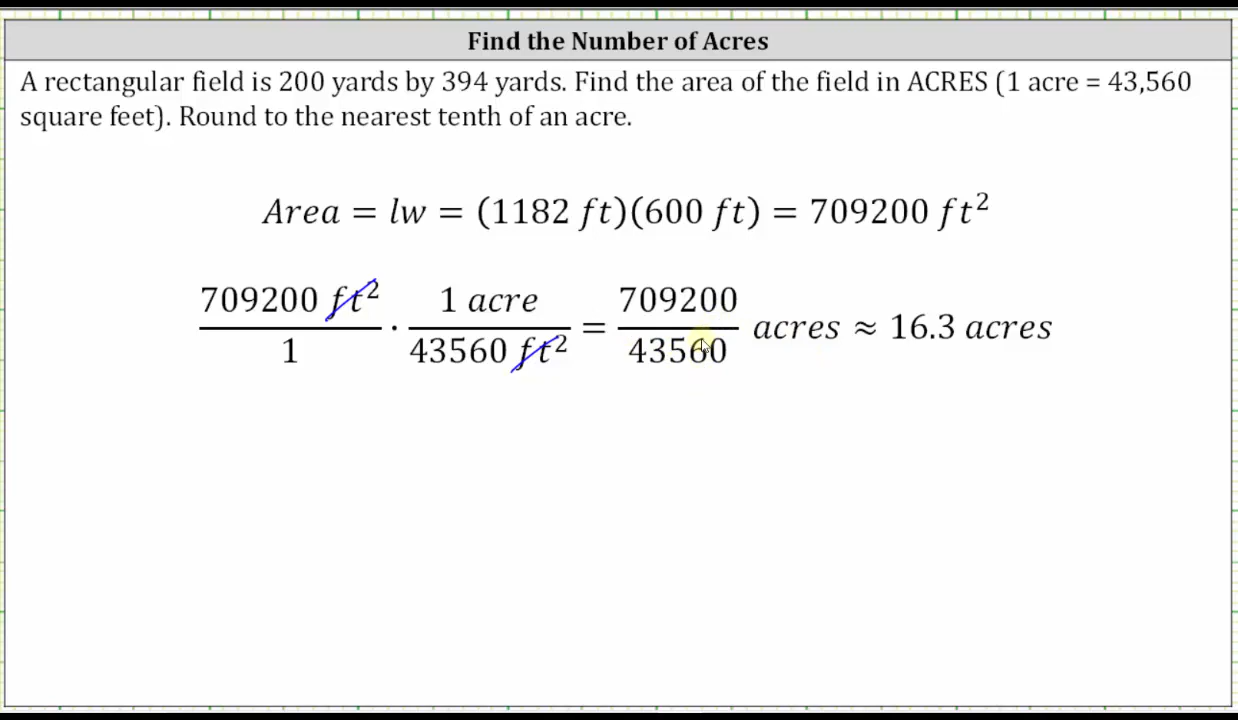 Find the Number of Acres
A rectangular field is 200 yards by 394 yards. Find the area of the field in ACRES (1 acre = 43,560
square feet). Round to the nearest tenth of an acre.
Area = lw = (1182 ft)(600 ft) = 709200 ft²
709200 ft²/1 · 1 acre/43560 ft² = 709200/43560 acres ≈ 16.3 acres